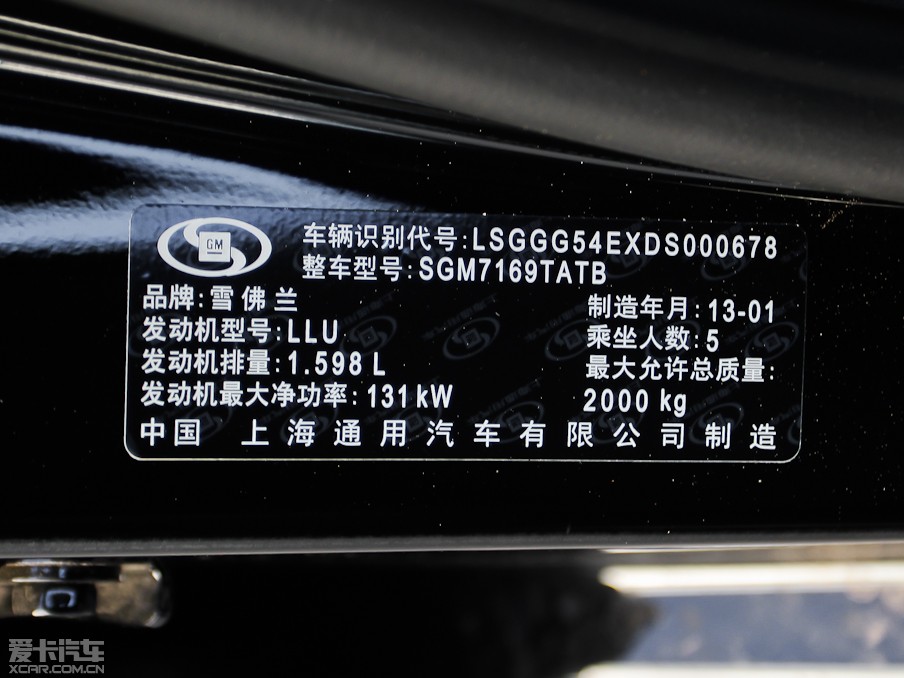 GM
车辆识别代号:LSGGG54EXDS000678
整车型号:SGM7169TATB
品牌:雪佛兰
制造年月:13-01
发动机型号:LLU
乘坐人数:5
发动机排量:1.598 L
最大允许总质量:
发动机最大净功率:131kW
2000 kg
中国 上海通用汽车有限公司制造
爱卡汽车
XCAR.COM.CN